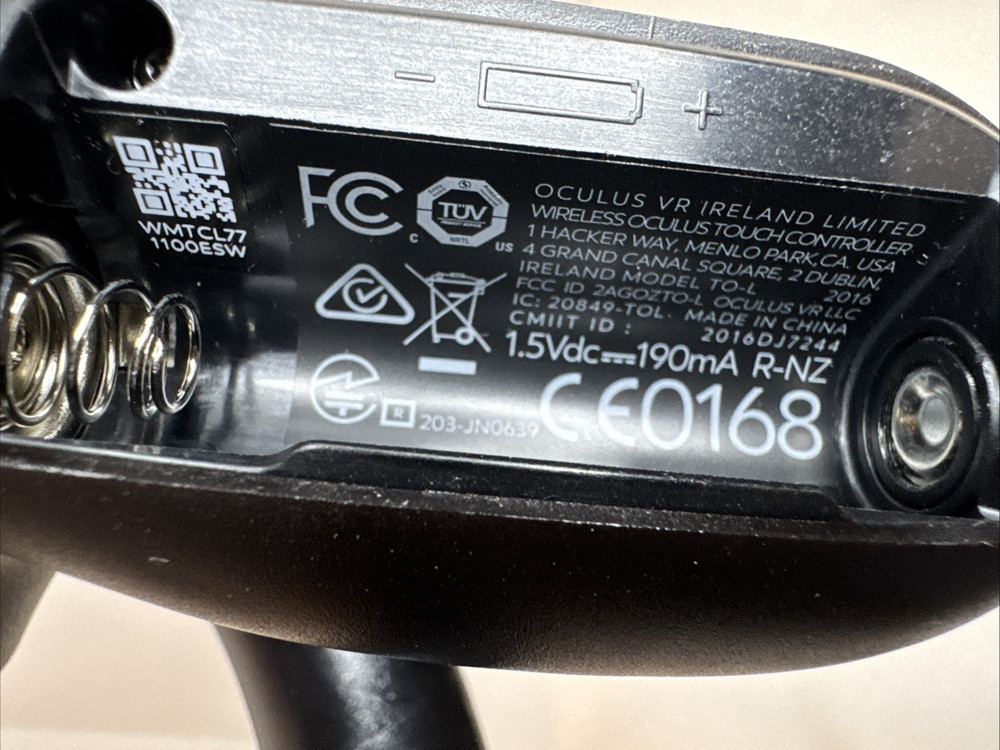 − +
WMTCL77
1100ESW
FC C
TÜV
NRTL
C US
OCULUS VR IRELAND LIMITED
WIRELESS OCULUS TOUCH CONTROLLER
1 HACKER WAY, MENLO PARK, CA. USA
4 GRAND CANAL SQUARE, 2 DUBLIN,
IRELAND MODEL TO-L 2016
FCC ID 2AGOZTO-L OCULUS VR LLC
IC: 20849-TOL· MADE IN CHINA
CMIIT ID : 2016DJ7244
1.5Vdc⎓190mA R-NZ
R 203-JN0639
CE0168